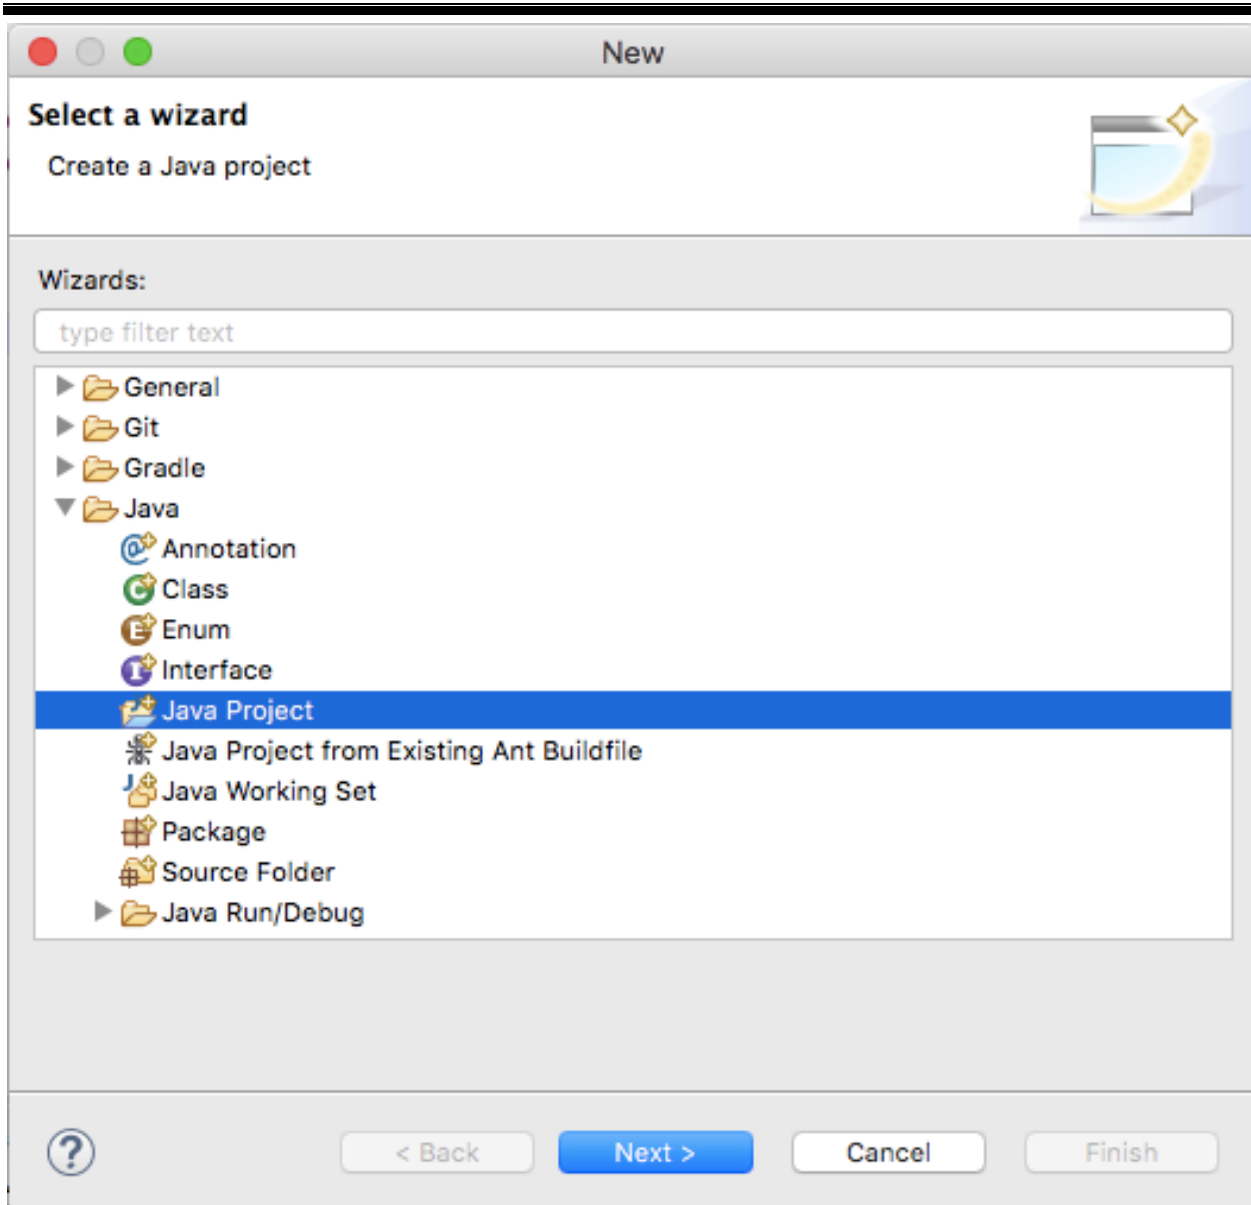 New
Select a wizard
Create a Java project
Wizards:
type filter text
General
Git
Gradle
Java
Annotation
Class
Enum
Interface
Java Project
Java Project from Existing Ant Buildfile
Java Working Set
Package
Source Folder
Java Run/Debug
? < Back Next > Cancel Finish